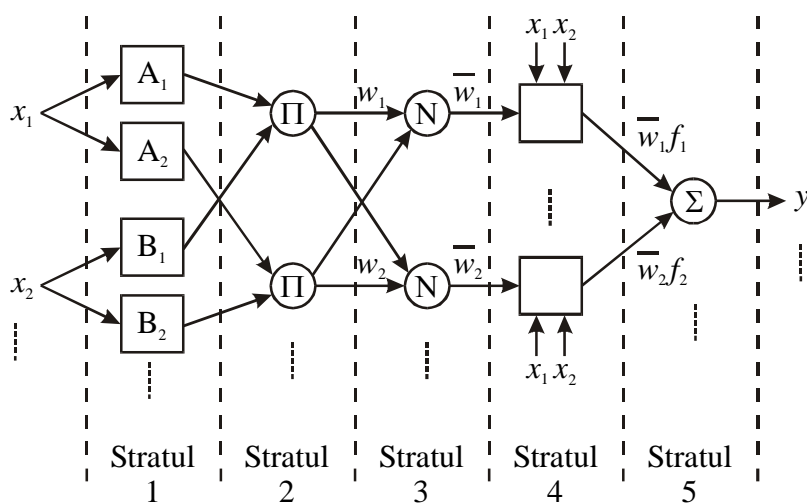 x₁ x₂
A₁
w₁
w̅₁
x₁
Π
N
A₂
w̅₁f₁
Σ
y
B₁
w₂
w̅₂
w̅₂f₂
x₂
Π
N
B₂
x₁ x₂
Stratul
1
Stratul
2
Stratul
3
Stratul
4
Stratul
5